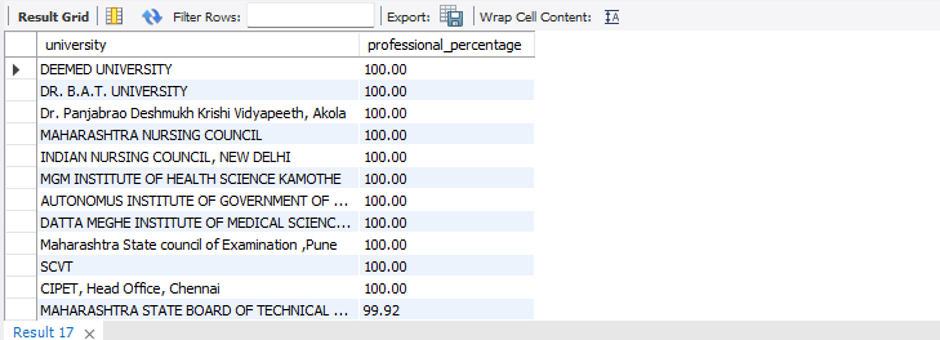 Result Grid Filter Rows: Export: Wrap Cell Content: IA
university professional_percentage
DEEMED UNIVERSITY 100.00
DR. B.A.T. UNIVERSITY 100.00
Dr. Panjabrao Deshmukh Krishi Vidyapeeth, Akola 100.00
MAHARASHTRA NURSING COUNCIL 100.00
INDIAN NURSING COUNCIL, NEW DELHI 100.00
MGM INSTITUTE OF HEALTH SCIENCE KAMOTHE 100.00
AUTONOMUS INSTITUTE OF GOVERNMENT OF ... 100.00
DATTA MEGHE INSTITUTE OF MEDICAL SCIENC... 100.00
Maharashtra State council of Examination ,Pune 100.00
SCVT 100.00
CIPET, Head Office, Chennai 100.00
MAHARASHTRA STATE BOARD OF TECHNICAL ... 99.92
Result 17